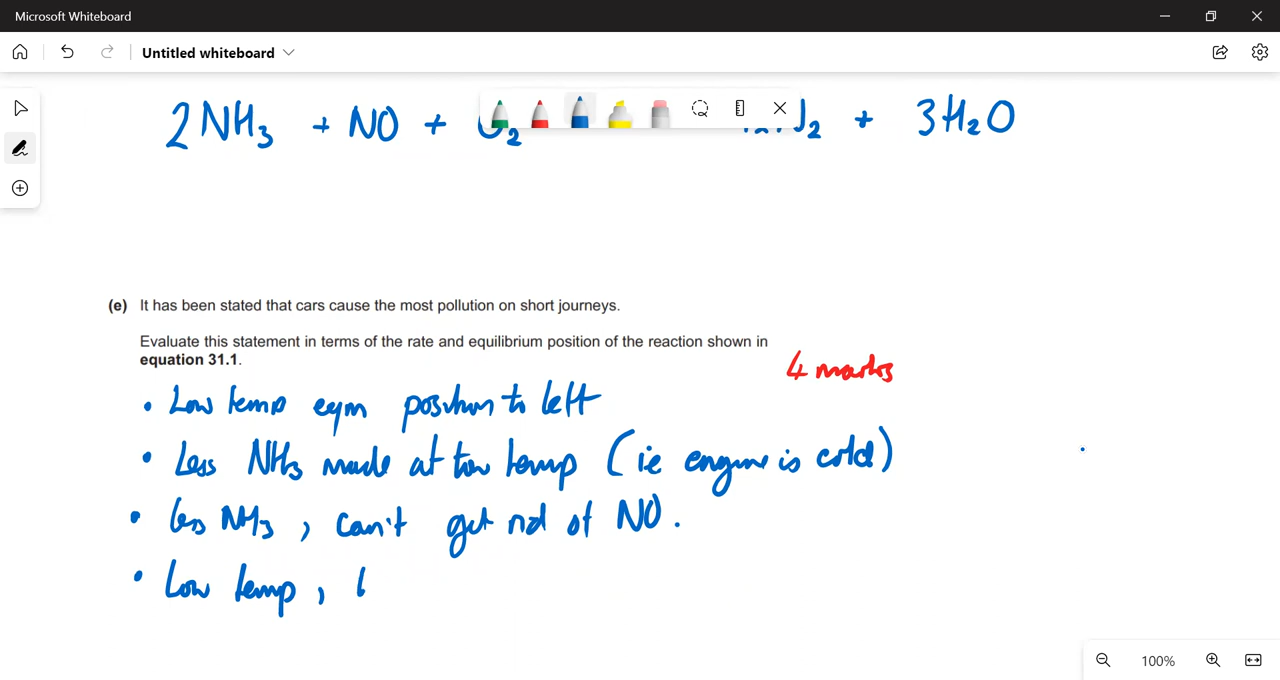 Microsoft Whiteboard
Untitled whiteboard
2NH3 + NO + O2 N2 + 3H2O
(e) It has been stated that cars cause the most pollution on short journeys.
Evaluate this statement in terms of the rate and equilibrium position of the reaction shown in
equation 31.1.
4 marks
• Low temp eqm position to left
• Less NH3 made at low temp (ie engine is cold)
• less NH3, can't get rid of NO.
• Low temp, l
100%